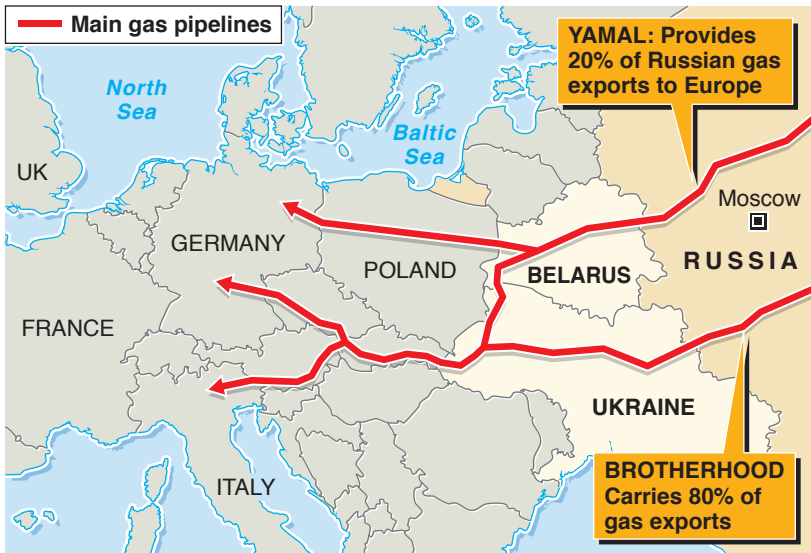 Main gas pipelines
YAMAL: Provides
20% of Russian gas
exports to Europe
North
Sea
Baltic
Sea
UK
Moscow
GERMANY
POLAND
BELARUS
RUSSIA
FRANCE
UKRAINE
BROTHERHOOD
Carries 80% of
gas exports
ITALY